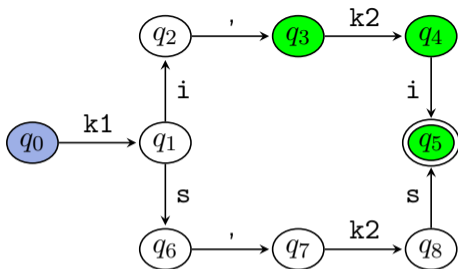 q2 , q3 k2 q4
i i
q0 k1 q1 q5
s s
q6 , q7 k2 q8